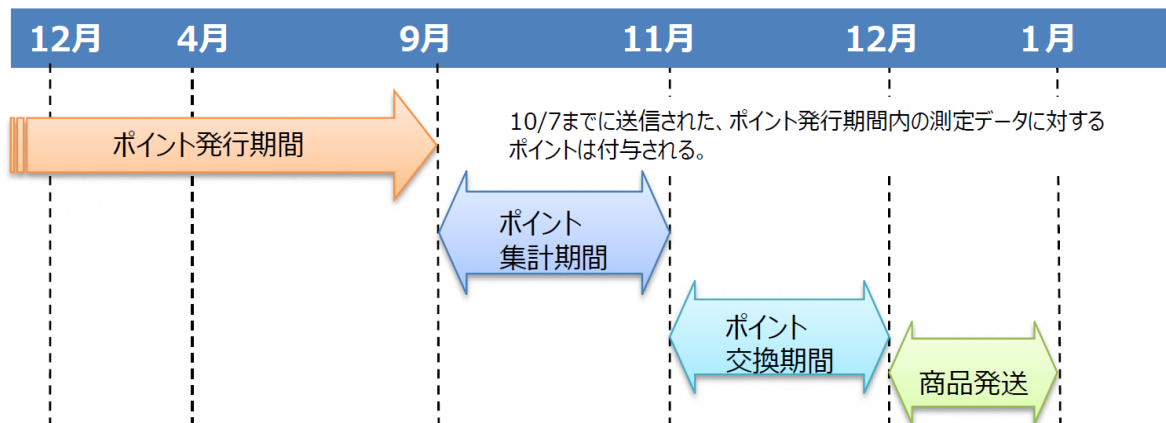 12月 4月 9月 11月 12月 1月
10/7までに送信された、ポイント発行期間内の測定データに対する
ポイントは付与される。
ポイント発行期間
ポイント
集計期間
ポイント
交換期間
商品発送